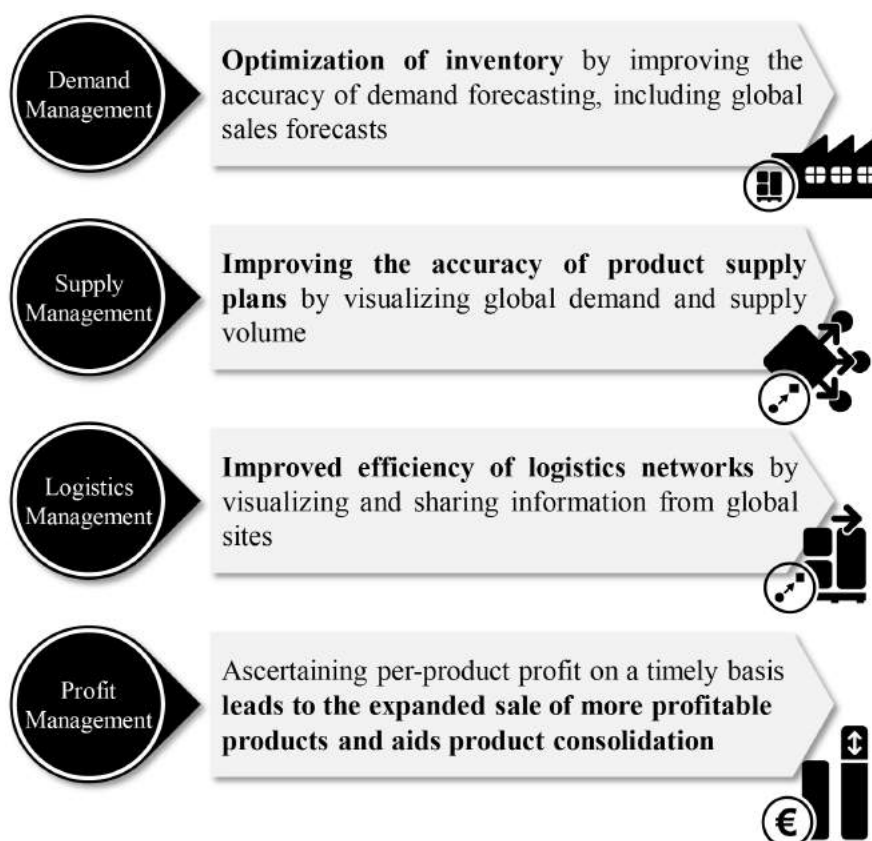 Demand
Management
Optimization of inventory by improving the
accuracy of demand forecasting, including global
sales forecasts
Supply
Management
Improving the accuracy of product supply
plans by visualizing global demand and supply
volume
Logistics
Management
Improved efficiency of logistics networks by
visualizing and sharing information from global
sites
Profit
Management
Ascertaining per-product profit on a timely basis
leads to the expanded sale of more profitable
products and aids product consolidation
€